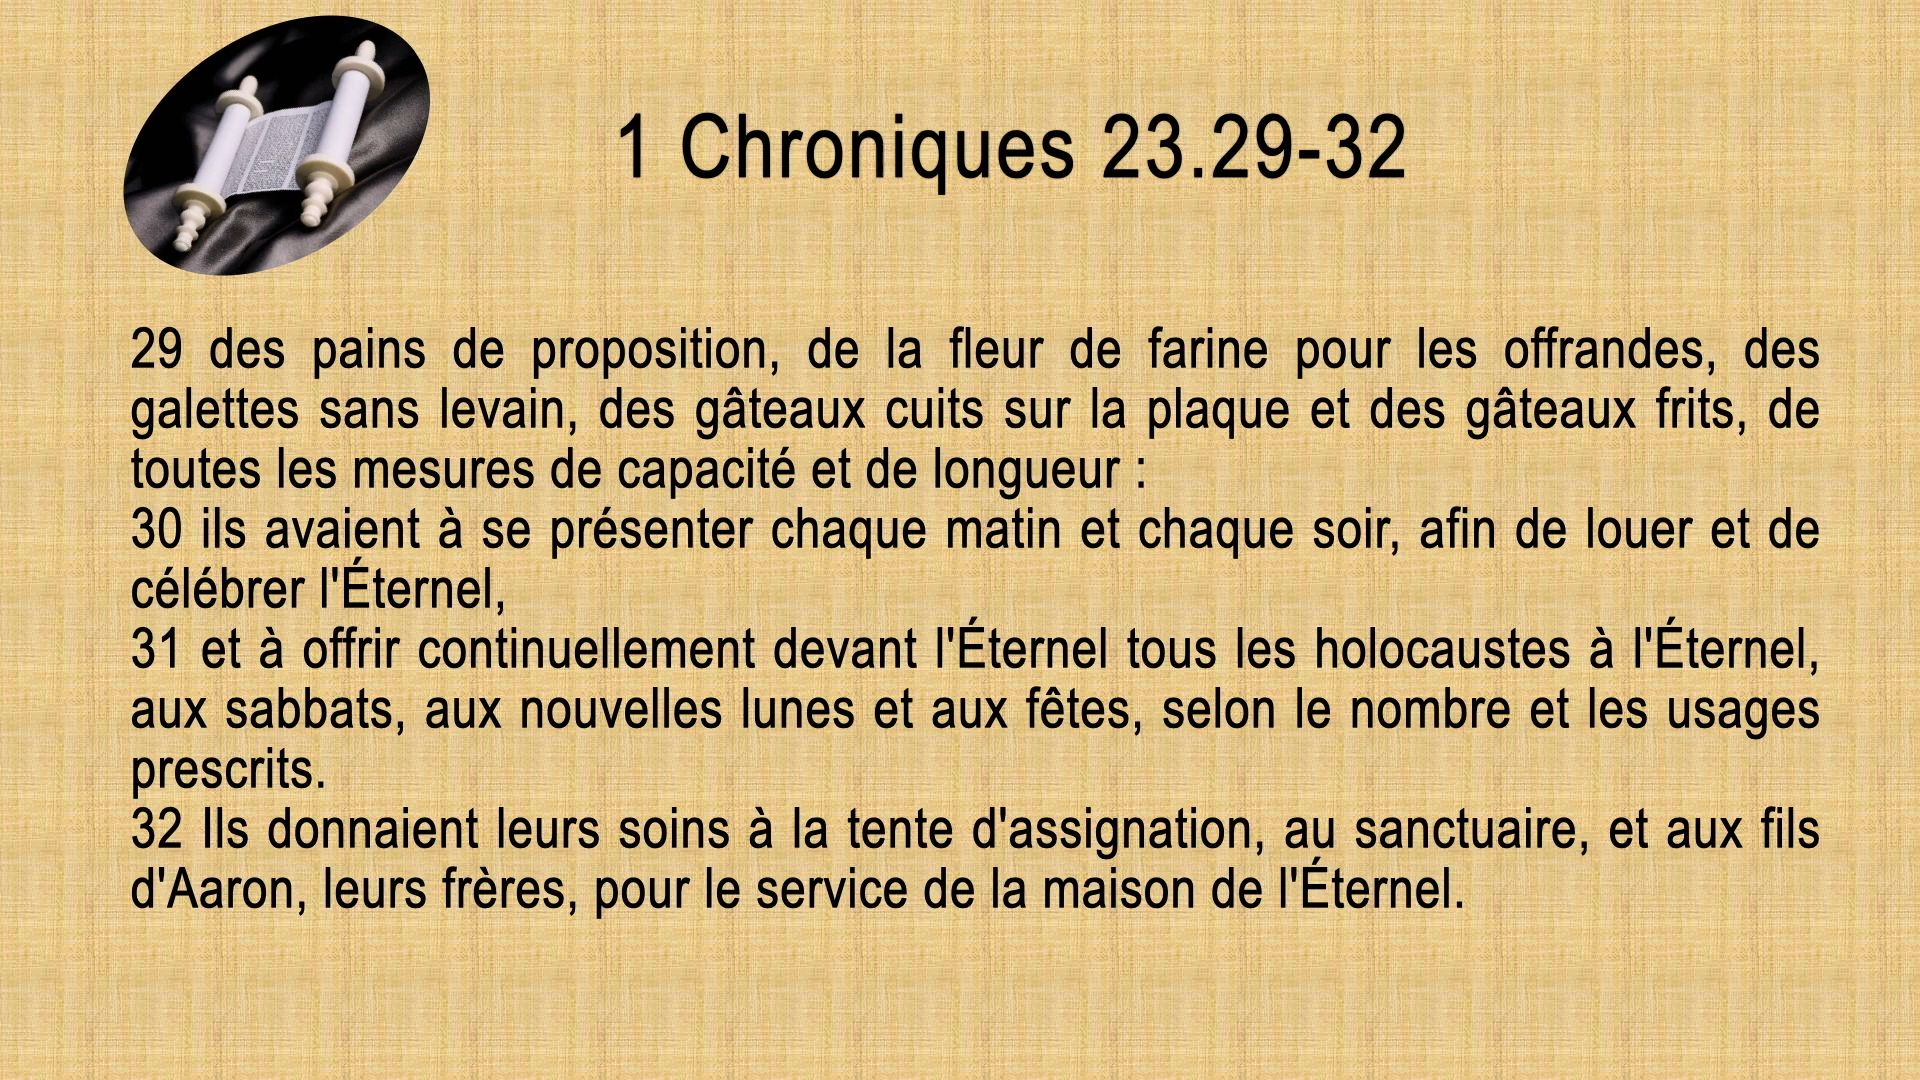 1 Chroniques 23.29-32
29 des pains de proposition, de la fleur de farine pour les offrandes, des
galettes sans levain, des gâteaux cuits sur la plaque et des gâteaux frits, de
toutes les mesures de capacité et de longueur :
30 ils avaient à se présenter chaque matin et chaque soir, afin de louer et de
célébrer l'Éternel,
31 et à offrir continuellement devant l'Éternel tous les holocaustes à l'Éternel,
aux sabbats, aux nouvelles lunes et aux fêtes, selon le nombre et les usages
prescrits.
32 Ils donnaient leurs soins à la tente d'assignation, au sanctuaire, et aux fils
d'Aaron, leurs frères, pour le service de la maison de l'Éternel.